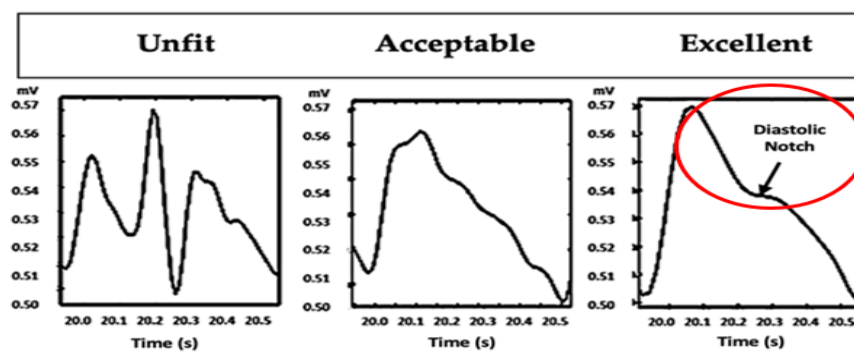 Unfit Acceptable Excellent
mV mV mV
0.57 0.57 0.57
0.56 0.56 0.56
0.55 0.55 0.55
0.54 0.54 0.54
0.53 0.53 0.53
0.52 0.52 0.52
0.51 0.51 0.51
0.50 0.50 0.50
Diastolic
Notch
20.0 20.1 20.2 20.3 20.4 20.5 20.0 20.1 20.2 20.3 20.4 20.5 20.0 20.1 20.2 20.3 20.4 20.5
Time (s) Time (s) Time (s)